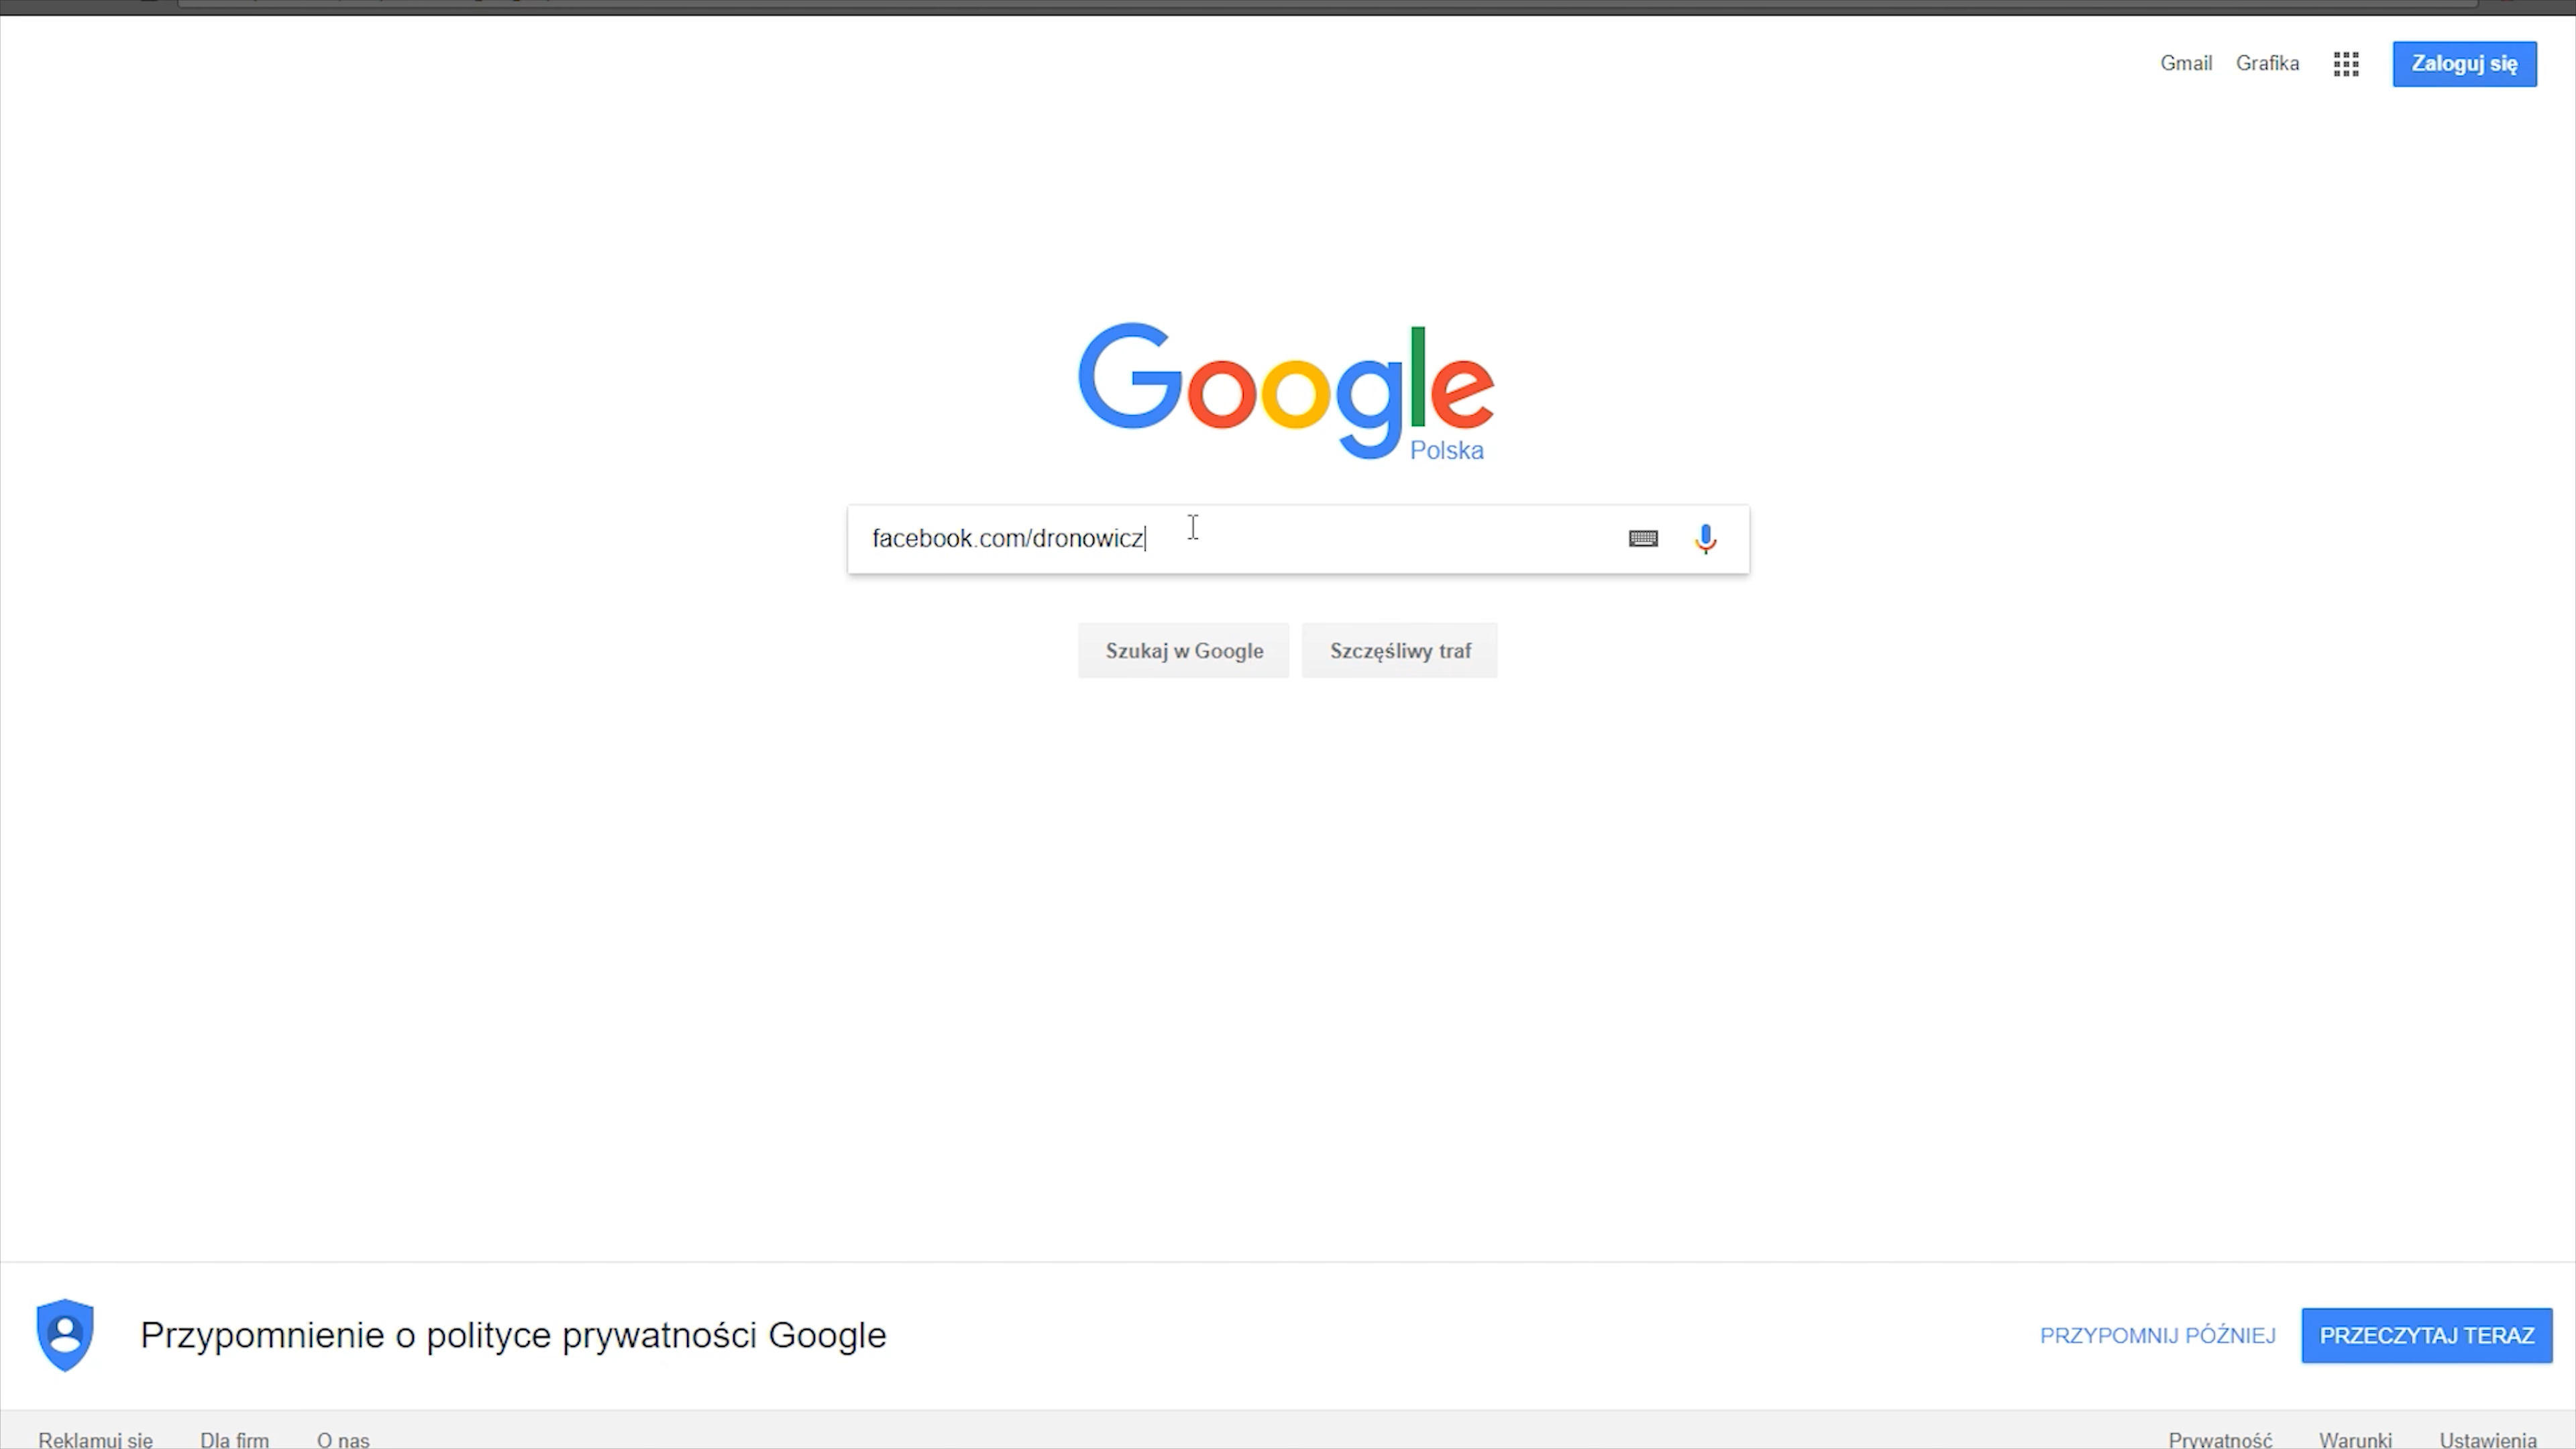 Gmail Grafika Zaloguj się
Google
Polska
facebook.com/dronowicz
Szukaj w Google Szczęśliwy traf
Przypomnienie o polityce prywatności Google PRZYPOMNIJ PÓŹNIEJ PRZECZYTAJ TERAZ
Reklamuj się Dla firm O nas Prywatność Warunki Ustawienia